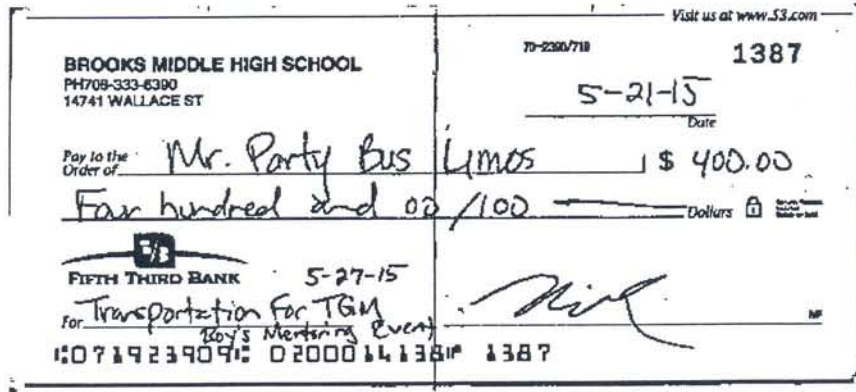 Visit us at www.53.com
70-2390/719
1387
BROOKS MIDDLE HIGH SCHOOL
PH708-333-6390
14741 WALLACE ST
5-21-15
Date
Pay to the Order of Mr. Party Bus Limos $ 400.00
Four hundred and 00/100 Dollars
5/3
FIFTH THIRD BANK
5-27-15
For Transportation For TGM
Boy's Mentoring Event
MP
⑆071923909⑆ 0200014138⑈ 1387